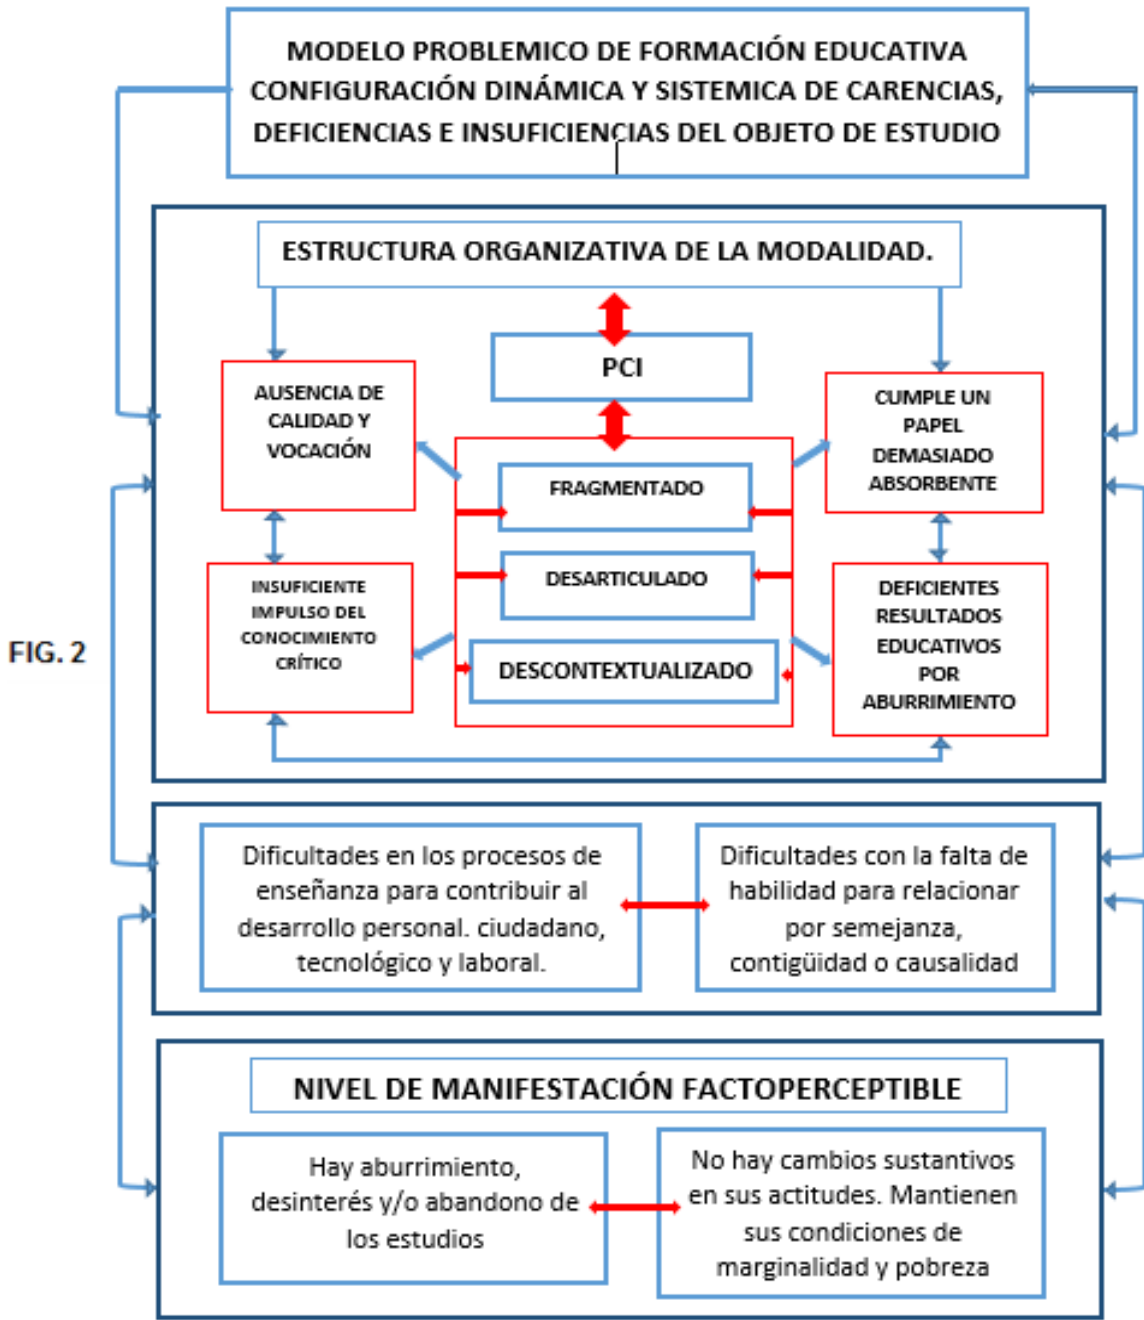 MODELO PROBLEMICO DE FORMACIÓN EDUCATIVA
CONFIGURACIÓN DINÁMICA Y SISTEMICA DE CARENCIAS,
DEFICIENCIAS E INSUFICIENCIAS DEL OBJETO DE ESTUDIO
ESTRUCTURA ORGANIZATIVA DE LA MODALIDAD.
PCI
AUSENCIA DE
CALIDAD Y
VOCACIÓN
CUMPLE UN
PAPEL
DEMASIADO
ABSORBENTE
FRAGMENTADO
DESARTICULADO
DESCONTEXTUALIZADO
INSUFICIENTE
IMPULSO DEL
CONOCIMIENTO
CRÍTICO
DEFICIENTES
RESULTADOS
EDUCATIVOS
POR
ABURRIMIENTO
FIG. 2
Dificultades en los procesos de
enseñanza para contribuir al
desarrollo personal. ciudadano,
tecnológico y laboral.
Dificultades con la falta de
habilidad para relacionar
por semejanza,
contigüidad o causalidad
NIVEL DE MANIFESTACIÓN FACTOPERCEPTIBLE
Hay aburrimiento,
desinterés y/o abandono de
los estudios
No hay cambios sustantivos
en sus actitudes. Mantienen
sus condiciones de
marginalidad y pobreza